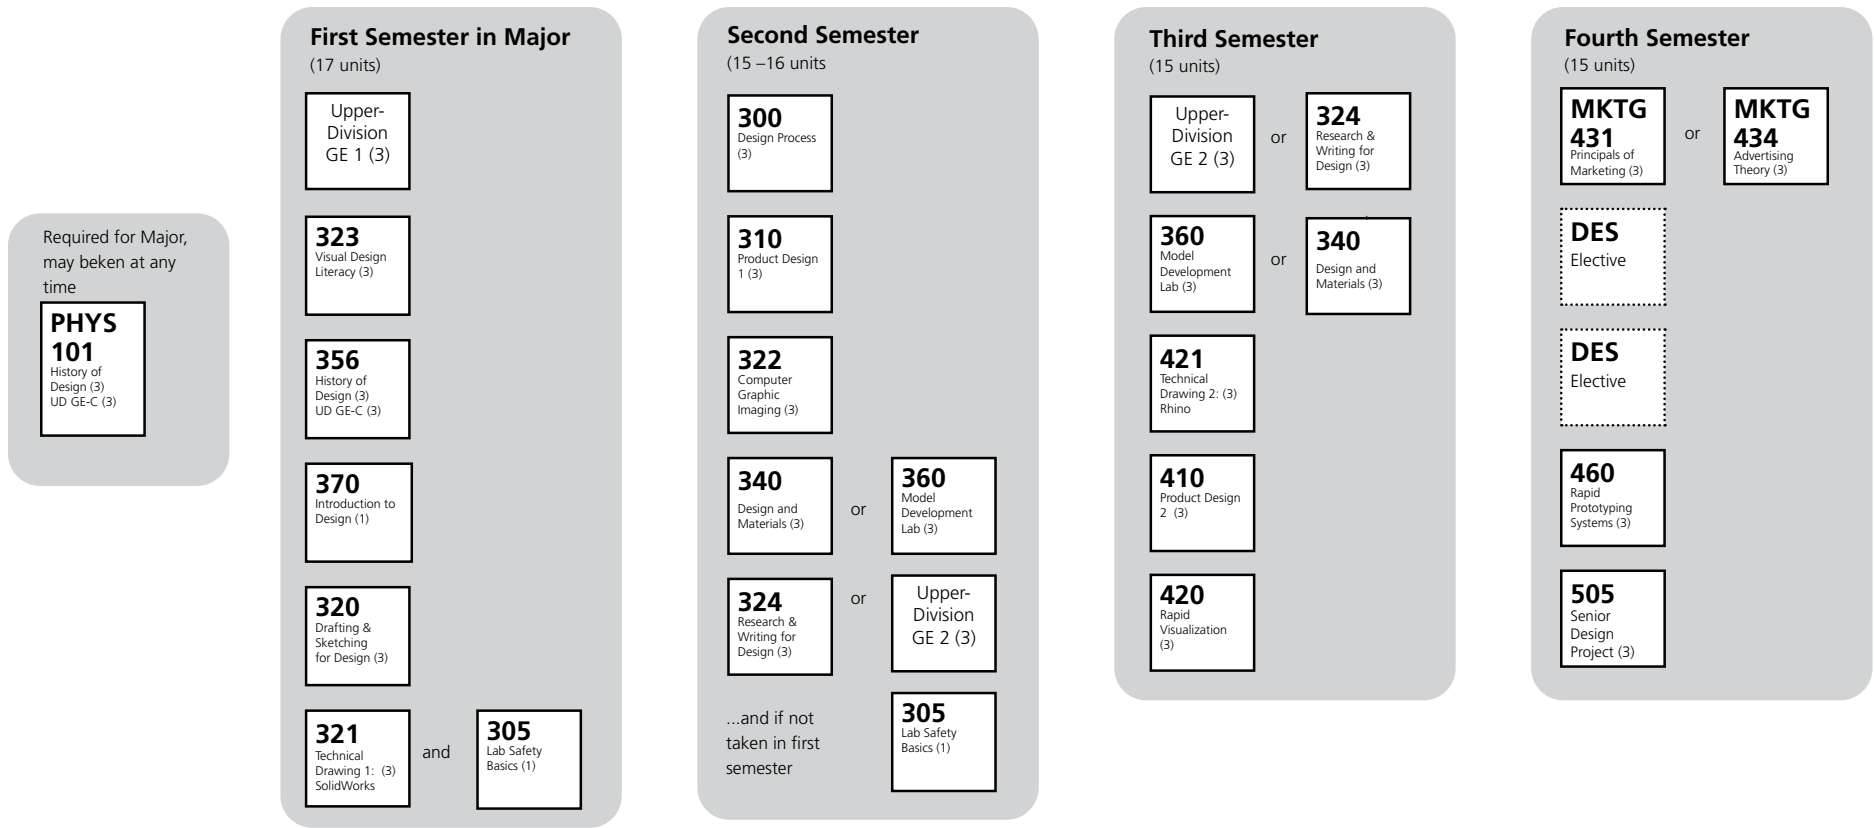 Required for Major,
may beken at any
time
PHYS
101
History of
Design (3)
UD GE-C (3)
First Semester in Major
(17 units)
Upper-
Division
GE 1 (3)
323
Visual Design
Literacy (3)
356
History of
Design (3)
UD GE-C (3)
370
Introduction to
Design (1)
320
Drafting &
Sketching
for Design (3)
321
Technical
Drawing 1:  (3)
SolidWorks
and
305
Lab Safety
Basics (1)
Second Semester
(15 –16 units
300
Design Process
(3)
310
Product Design
1 (3)
322
Computer
Graphic
Imaging (3)
340
Design and
Materials (3)
or
360
Model
Development
Lab (3)
324
Research &
Writing for
Design (3)
or
Upper-
Division
GE 2 (3)
...and if not
taken in first
semester
305
Lab Safety
Basics (1)
Third Semester
(15 units)
Upper-
Division
GE 2 (3)
or
324
Research &
Writing for
Design (3)
360
Model
Development
Lab (3)
or
340
Design and
Materials (3)
421
Technical
Drawing 2: (3)
Rhino
410
Product Design
2  (3)
420
Rapid
Visualization
(3)
Fourth Semester
(15 units)
MKTG
431
Principals of
Marketing (3)
or
MKTG
434
Advertising
Theory (3)
DES
Elective
DES
Elective
460
Rapid
Prototyping
Systems (3)
505
Senior
Design
Project (3)